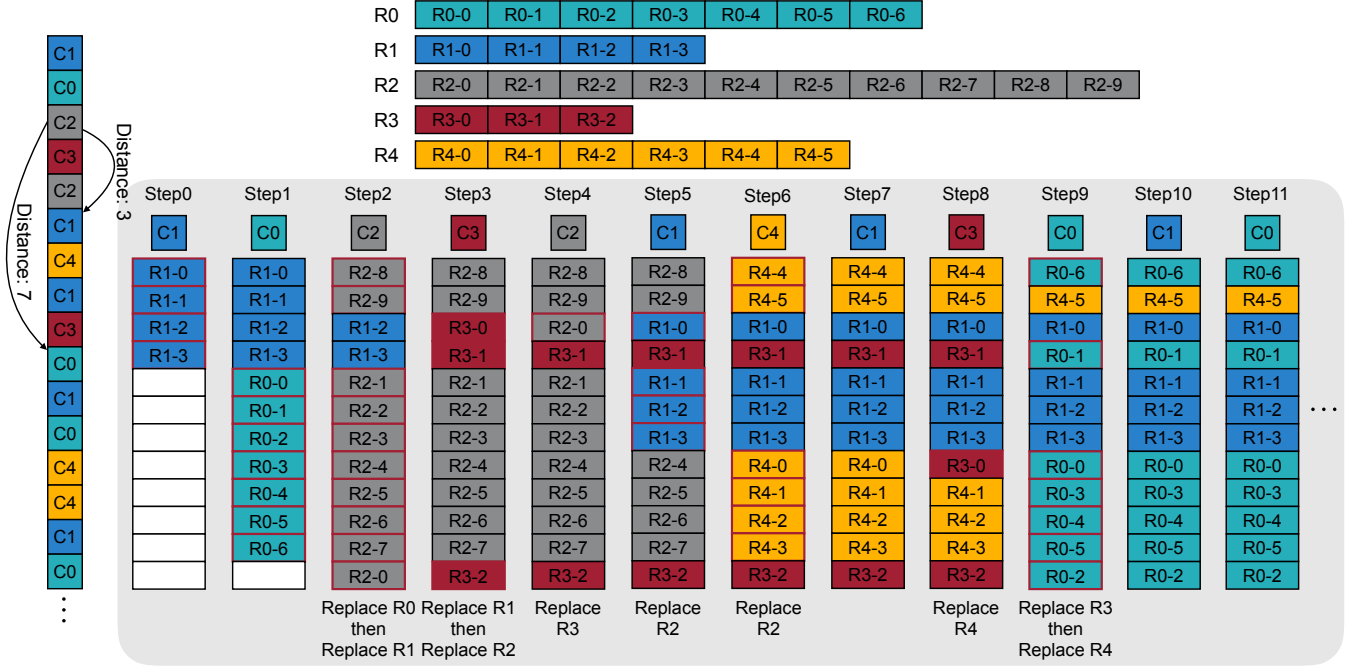 R0 R0-0 R0-1 R0-2 R0-3 R0-4 R0-5 R0-6
R1 R1-0 R1-1 R1-2 R1-3
R2 R2-0 R2-1 R2-2 R2-3 R2-4 R2-5 R2-6 R2-7 R2-8 R2-9
R3 R3-0 R3-1 R3-2
R4 R4-0 R4-1 R4-2 R4-3 R4-4 R4-5
C1
C0
C2
C3
C2
C1
C4
C1
C3
C0
C1
C0
C4
C4
C1
C0
Distance: 3
Distance: 7
Step0 Step1 Step2 Step3 Step4 Step5 Step6 Step7 Step8 Step9 Step10 Step11
C1 C0 C2 C3 C2 C1 C4 C1 C3 C0 C1 C0
R1-0 R1-0 R2-8 R2-8 R2-8 R2-8 R4-4 R4-4 R4-4 R0-6 R0-6 R0-6
R1-1 R1-1 R2-9 R2-9 R2-9 R2-9 R4-5 R4-5 R4-5 R4-5 R4-5 R4-5
R1-2 R1-2 R1-2 R3-0 R2-0 R1-0 R1-0 R1-0 R1-0 R1-0 R1-0 R1-0
R1-3 R1-3 R1-3 R3-1 R3-1 R3-1 R3-1 R3-1 R3-1 R0-1 R0-1 R0-1
R0-0 R2-1 R2-1 R2-1 R1-1 R1-1 R1-1 R1-1 R1-1 R1-1 R1-1
R0-1 R2-2 R2-2 R2-2 R1-2 R1-2 R1-2 R1-2 R1-2 R1-2 R1-2
R0-2 R2-3 R2-3 R2-3 R1-3 R1-3 R1-3 R1-3 R1-3 R1-3 R1-3
R0-3 R2-4 R2-4 R2-4 R2-4 R4-0 R4-0 R3-0 R0-0 R0-0 R0-0
R0-4 R2-5 R2-5 R2-5 R2-5 R4-1 R4-1 R4-1 R0-3 R0-3 R0-3
R0-5 R2-6 R2-6 R2-6 R2-6 R4-2 R4-2 R4-2 R0-4 R0-4 R0-4
R0-6 R2-7 R2-7 R2-7 R2-7 R4-3 R4-3 R4-3 R0-5 R0-5 R0-5
R2-0 R3-2 R3-2 R3-2 R3-2 R3-2 R3-2 R0-2 R0-2 R0-2
Replace R0 Replace R1 Replace Replace Replace Replace Replace R3
then then R3 R2 R2 R4 then
Replace R1 Replace R2 Replace R4